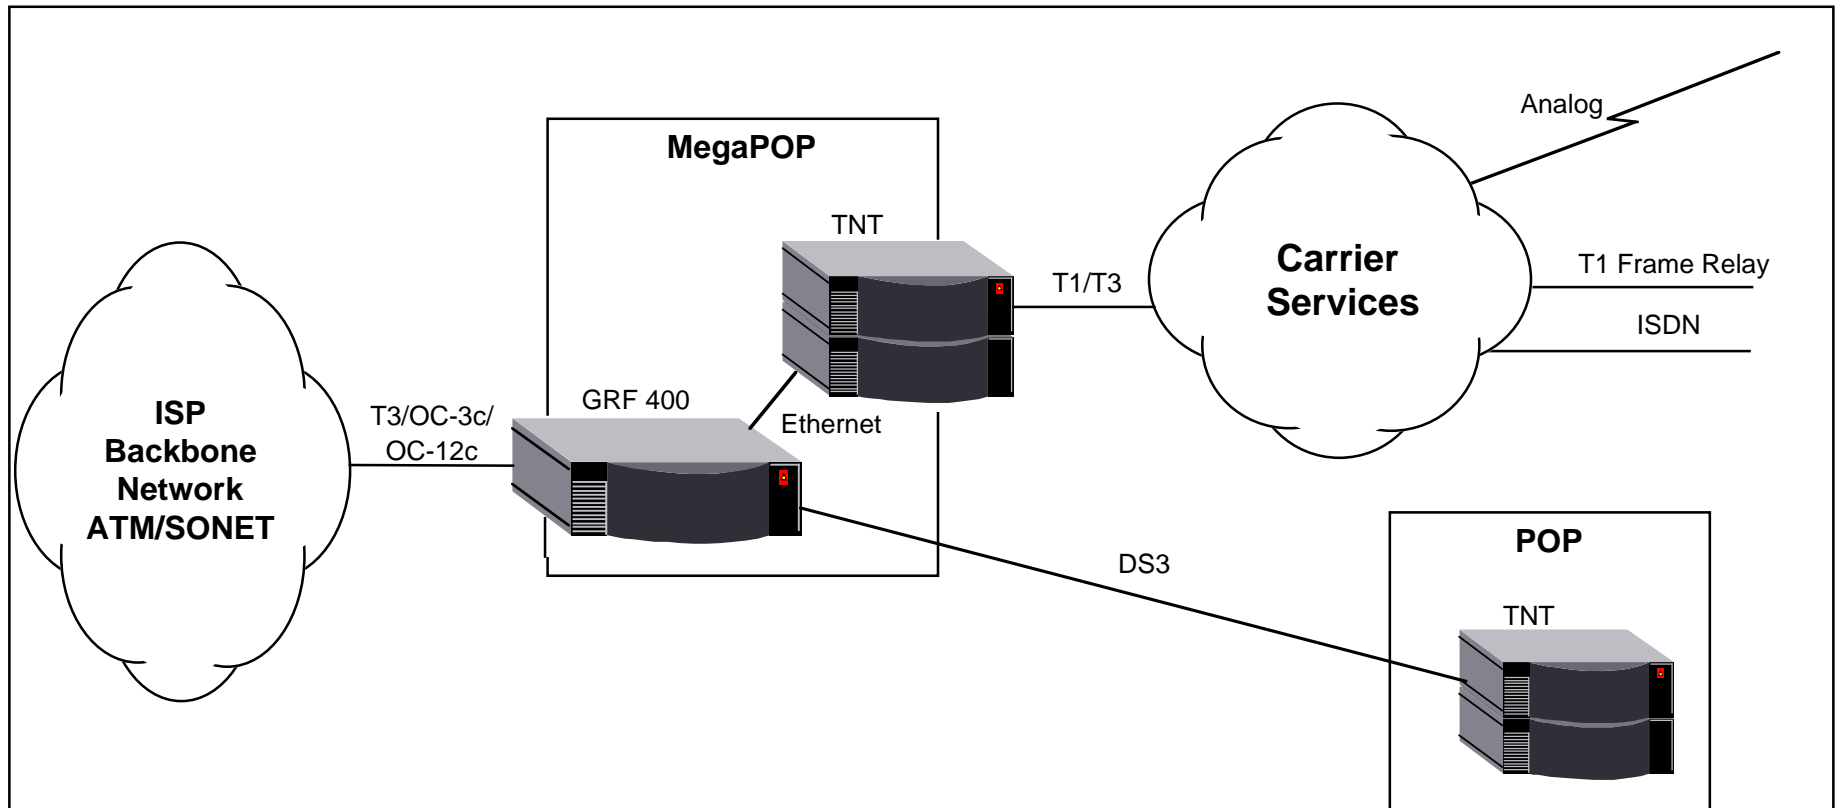 Analog
MegaPOP
TNT
T1/T3
Carrier
Services
T1 Frame Relay
ISDN
ISP
Backbone
Network
ATM/SONET
T3/OC-3c/
OC-12c
GRF 400
Ethernet
DS3
POP
TNT